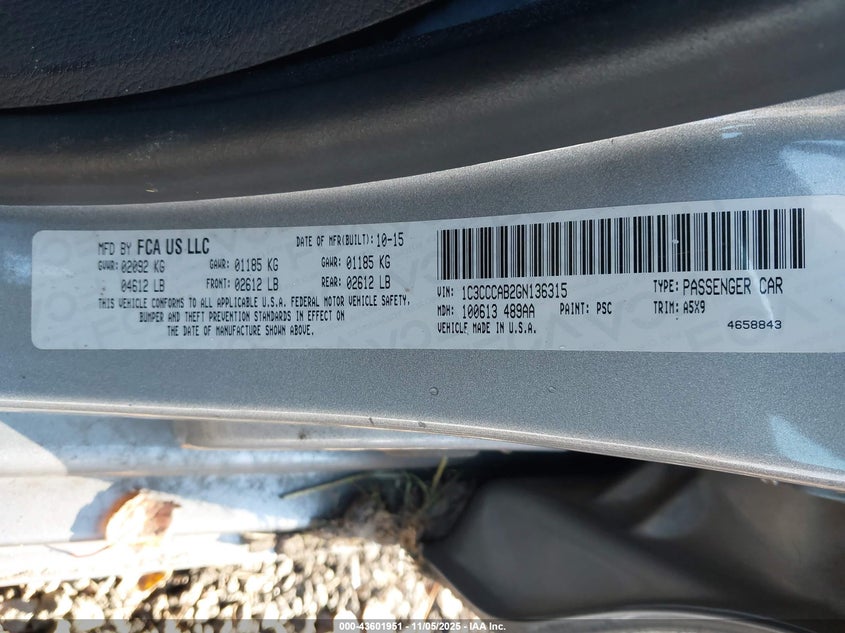 MFD BY FCA US LLC
DATE OF MFR(BUILT): 10-15
GVWR: 02092 KG GAWR: 01185 KG GAWR: 01185 KG
04612 LB FRONT: 02612 LB REAR: 02612 LB
THIS VEHICLE CONFORMS TO ALL APPLICABLE U.S.A. FEDERAL MOTOR VEHICLE SAFETY,
BUMPER AND THEFT PREVENTION STANDARDS IN EFFECT ON
THE DATE OF MANUFACTURE SHOWN ABOVE.
VIN: 1C3CCCAB2GN136315 TYPE: PASSENGER CAR
MDH: 100613 489AA PAINT: PSC TRIM: A5X9
VEHICLE MADE IN U.S.A. 4658843
000-43601951 - 11/05/2025 - IAA Inc.